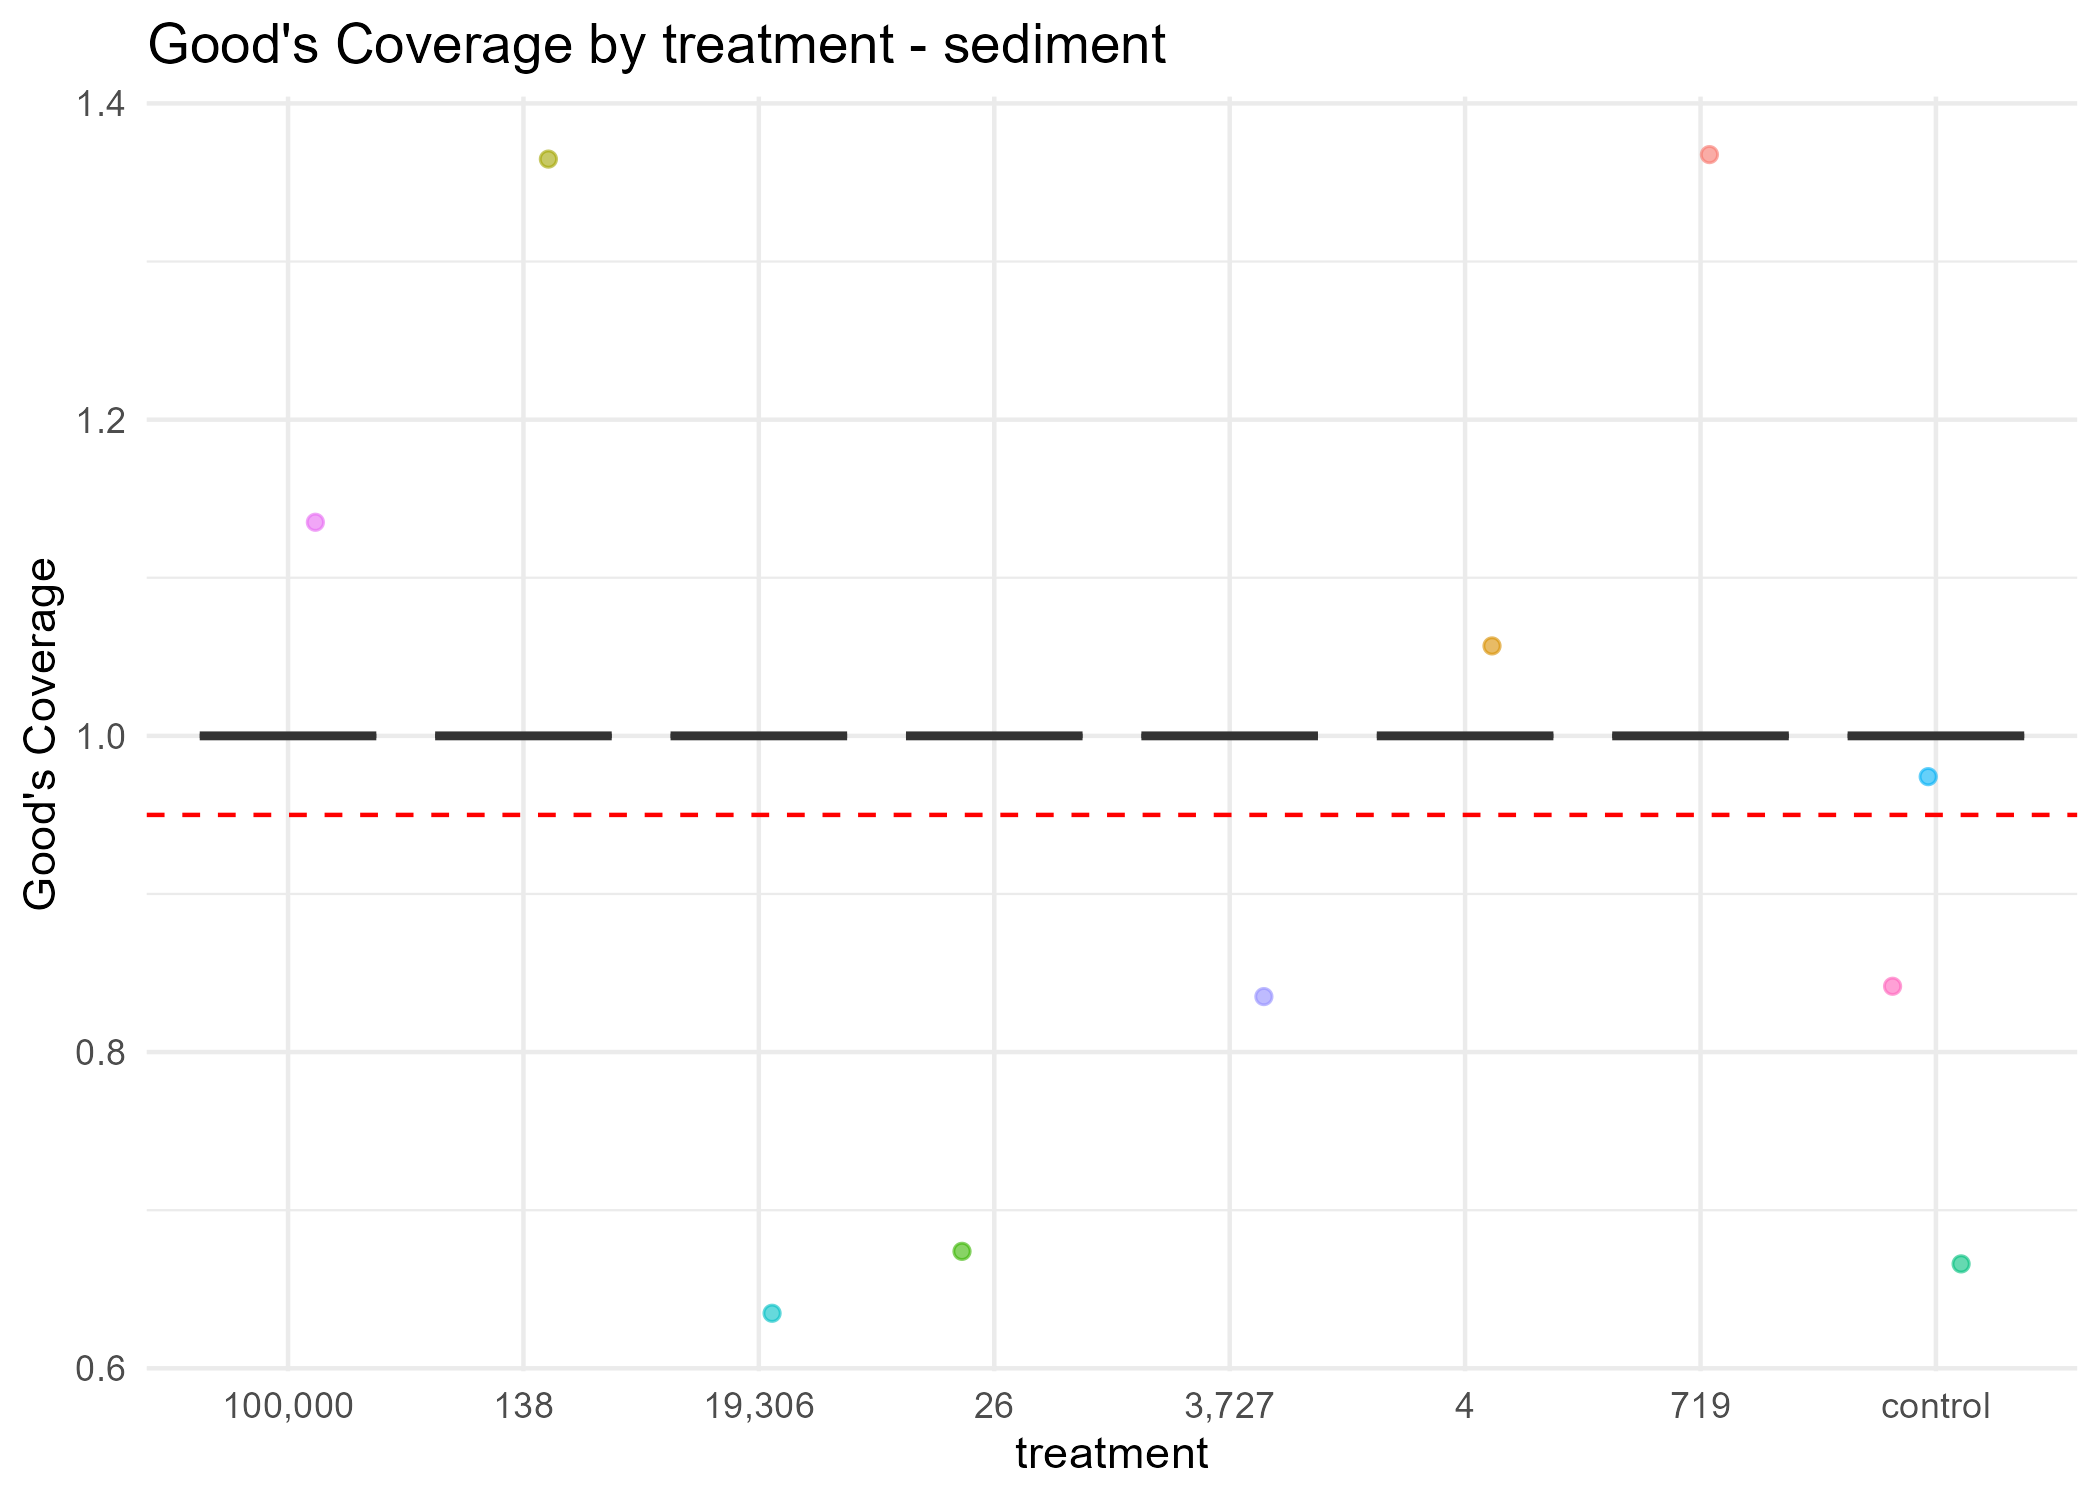 Good's Coverage by treatment - sediment
Good's Coverage
1.4
1.2
1.0
0.8
0.6
100,000 138 19,306 26 3,727 4 719 control
treatment